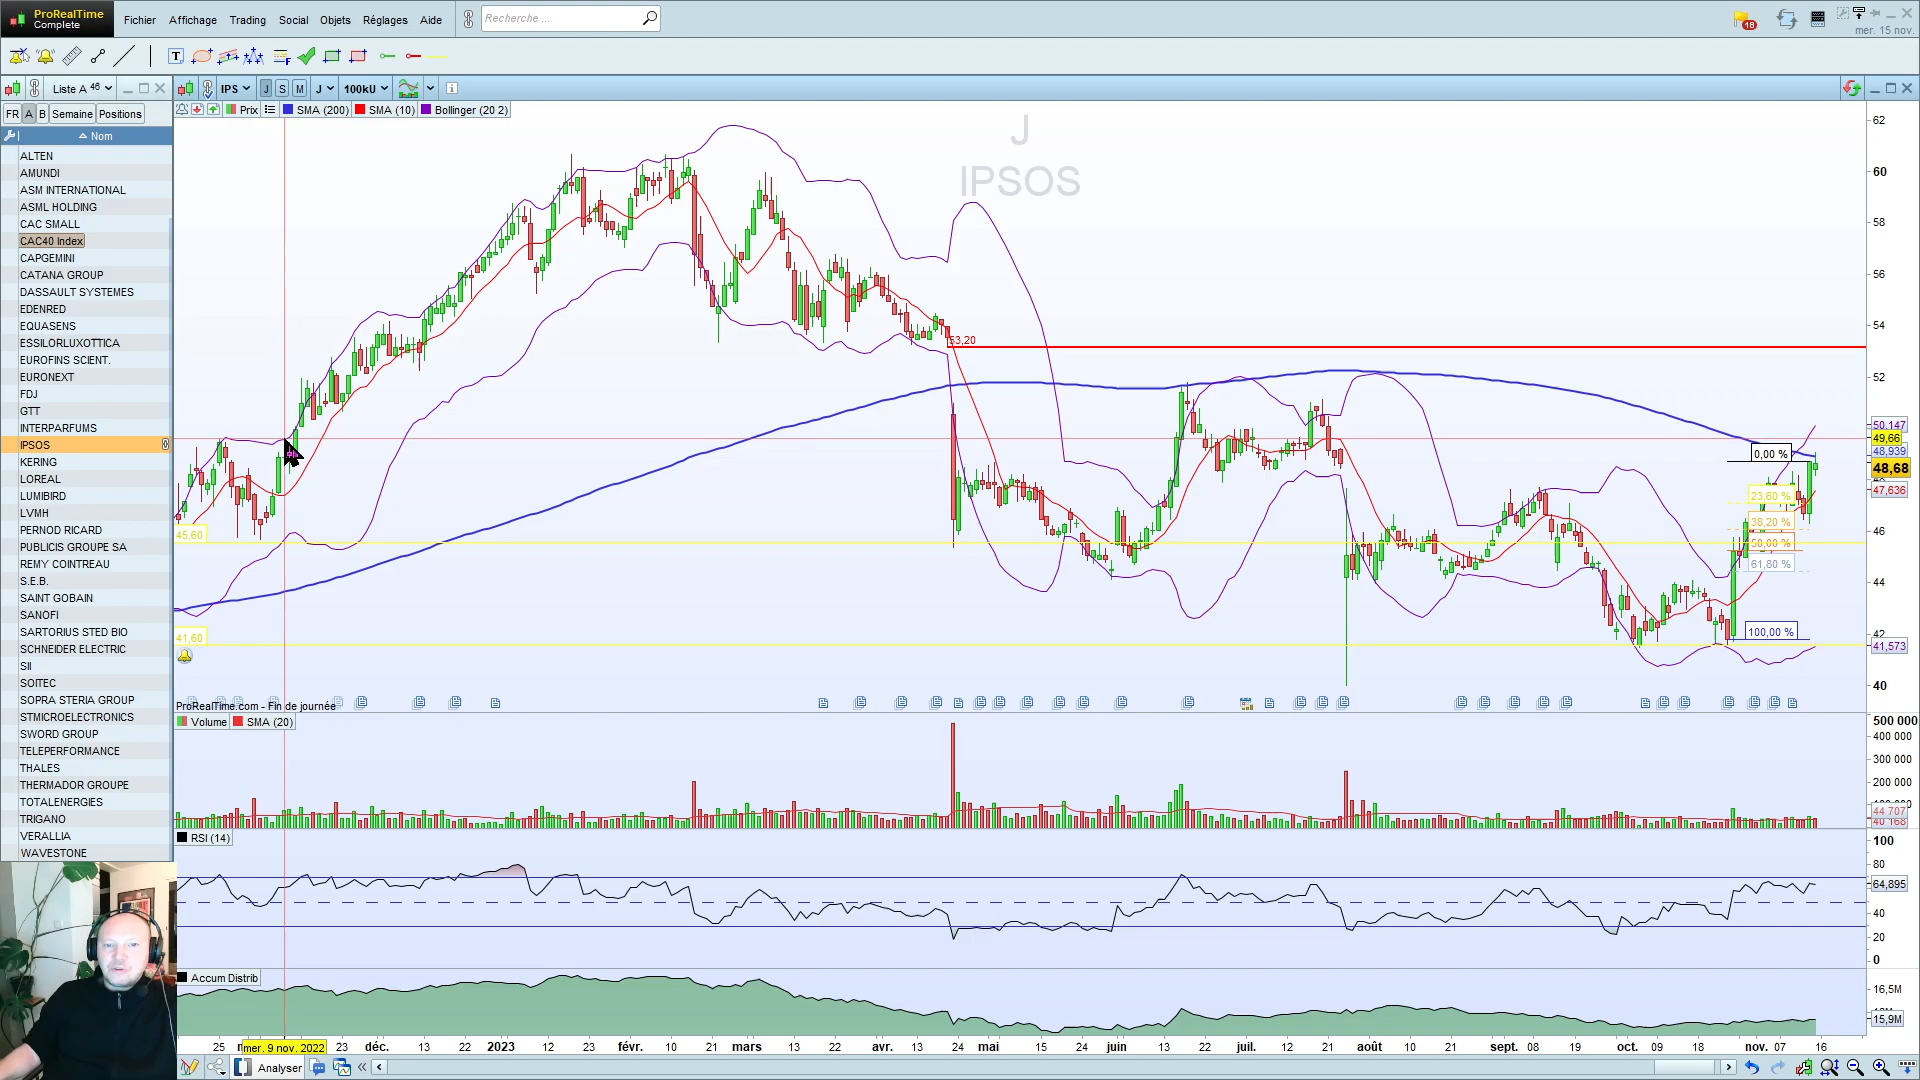 ProRealTime
Complete
Fichier Affichage Trading Social Objets Réglages Aide
Recherche ...
18
mer. 15 nov.
T
F
Liste A 46
IPS J S M J 100kU
FR A B Semaine Positions
Prix SMA (200) SMA (10) Bollinger (20 2)
Nom
ALTEN
AMUNDI
ASM INTERNATIONAL
ASML HOLDING
CAC SMALL
CAC40 Index
CAPGEMINI
CATANA GROUP
DASSAULT SYSTEMES
EDENRED
EQUASENS
ESSILORLUXOTTICA
EUROFINS SCIENT.
EURONEXT
FDJ
GTT
INTERPARFUMS
IPSOS
KERING
LOREAL
LUMIBIRD
LVMH
PERNOD RICARD
PUBLICIS GROUPE SA
REMY COINTREAU
S.E.B.
SAINT GOBAIN
SANOFI
SARTORIUS STED BIO
SCHNEIDER ELECTRIC
SII
SOITEC
SOPRA STERIA GROUP
STMICROELECTRONICS
SWORD GROUP
TELEPERFORMANCE
THALES
THERMADOR GROUPE
TOTALENERGIES
TRIGANO
VERALLIA
WAVESTONE
J
IPSOS
53,20
45,60
41,60
0,00 %
23,60 %
38,20 %
50,00 %
61,80 %
100,00 %
62
60
58
56
54
52
50,147
49,66
48,939
48,68
47,636
46
44
42
41,573
40
ProRealTime.com - Fin de journée
Volume SMA (20)
500 000
400 000
300 000
200 000
44 707
40 168
RSI (14)
100
80
64,895
40
20
0
Accum Distrib
16,5M
15,9M
25 mer. 9 nov. 2022 23 déc. 13 22 2023 12 23 févr. 10 21 mars 13 22 avr. 13 24 mai 15 24 juin 13 22 juil. 12 21 août 10 21 sept. 08 19 oct. 09 18 nov. 07 16
Analyser